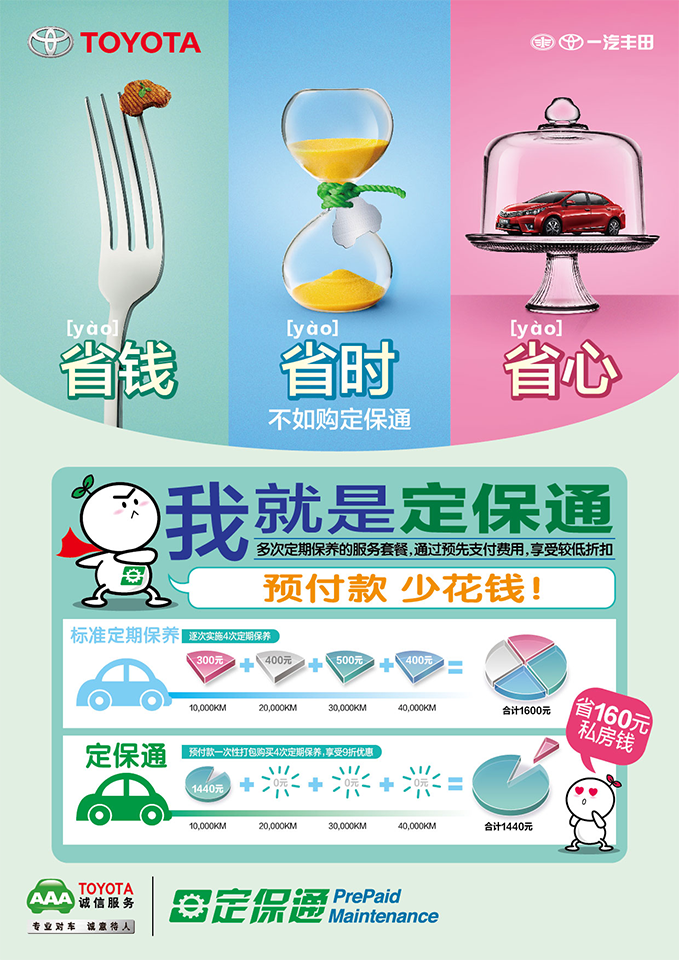 TOYOTA
一汽丰田
[yào]
省钱
[yào]
省时
[yào]
省心
不如购定保通
我就是定保通
多次定期保养的服务套餐,通过预先支付费用,享受较低折扣
预付款 少花钱!
标准定期保养
逐次实施4次定期保养
300元 + 400元 + 500元 + 400元 =
10,000KM 20,000KM 30,000KM 40,000KM
合计1600元
省160元
私房钱
定保通
预付款一次性打包购买4次定期保养,享受9折优惠
1440元 + 0元 + 0元 + 0元 =
10,000KM 20,000KM 30,000KM 40,000KM
合计1440元
AAA
TOYOTA
诚信服务
专业对车 诚意待人
定保通
PrePaid
Maintenance